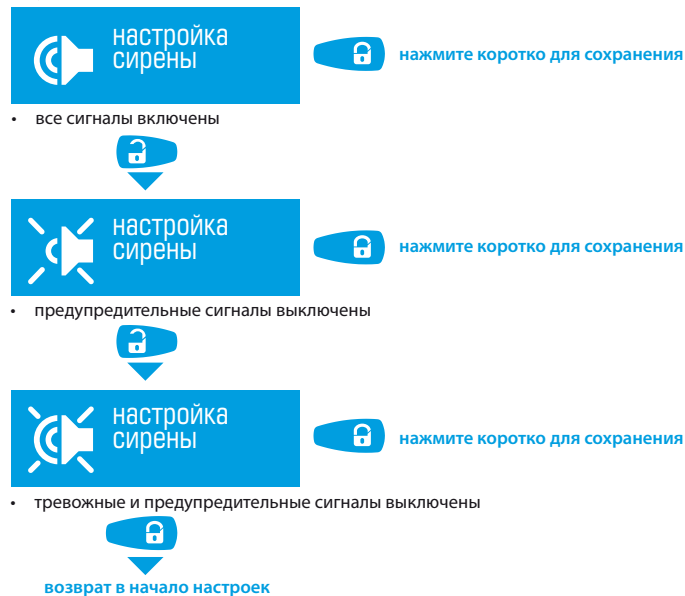 настройка
сирены
нажмите коротко для сохранения
• все сигналы включены
настройка
сирены
нажмите коротко для сохранения
• предупредительные сигналы выключены
настройка
сирены
нажмите коротко для сохранения
• тревожные и предупредительные сигналы выключены
возврат в начало настроек